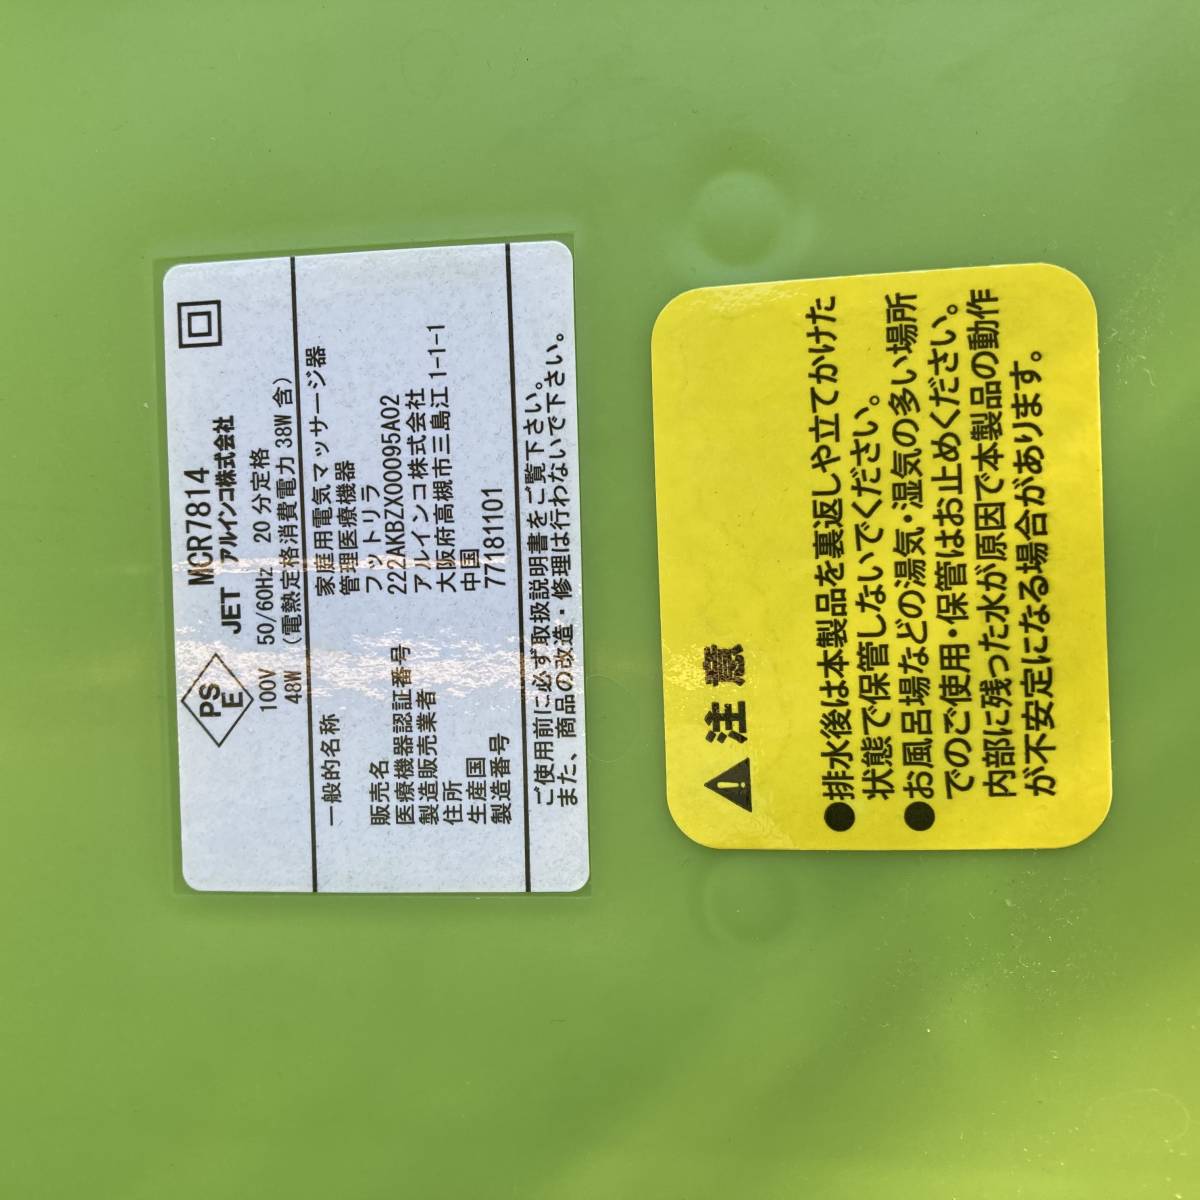 MCR7814
PS
E
JET アルインコ株式会社
100V 50/60Hz 20分定格
48W (電熱定格消費電力 38W 含)
一般的名称 家庭用電気マッサージ器
管理医療機器
販売名 フットリラ
医療機器認証番号 222AKBZX00095A02
製造販売業者 アルインコ株式会社
住所 大阪府高槻市三島江1-1-1
生産国 中国
製造番号 77181101
ご使用前に必ず取扱説明書をご覧下さい。
また、商品の改造・修理は行わないで下さい。
注意
●排水後は本製品を裏返しや立てかけた
状態で保管しないでください。
●お風呂場などの湯気・湿気の多い場所
でのご使用・保管はお止めください。
内部に残った水が原因で本製品の動作
が不安定になる場合があります。